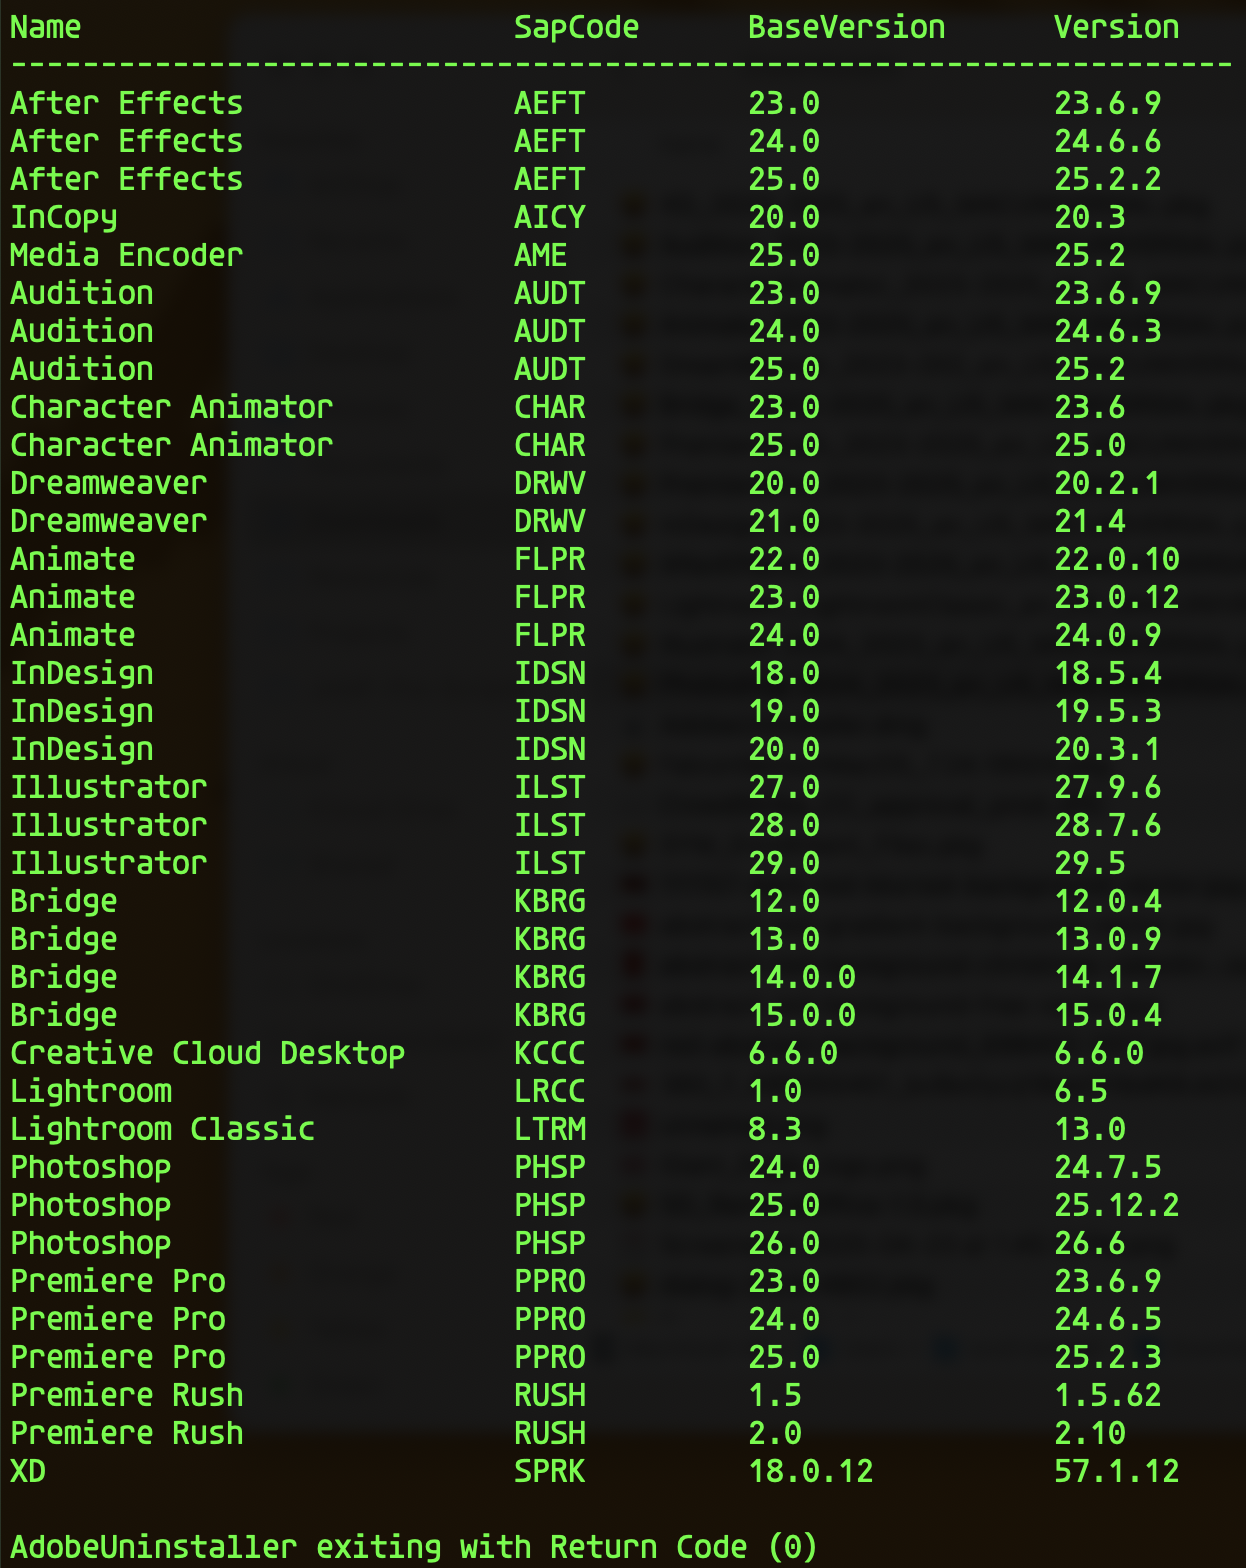 Name SapCode BaseVersion Version
--------------------------------------------------------------------
After Effects AEFT 23.0 23.6.9
After Effects AEFT 24.0 24.6.6
After Effects AEFT 25.0 25.2.2
InCopy AICY 20.0 20.3
Media Encoder AME 25.0 25.2
Audition AUDT 23.0 23.6.9
Audition AUDT 24.0 24.6.3
Audition AUDT 25.0 25.2
Character Animator CHAR 23.0 23.6
Character Animator CHAR 25.0 25.0
Dreamweaver DRWV 20.0 20.2.1
Dreamweaver DRWV 21.0 21.4
Animate FLPR 22.0 22.0.10
Animate FLPR 23.0 23.0.12
Animate FLPR 24.0 24.0.9
InDesign IDSN 18.0 18.5.4
InDesign IDSN 19.0 19.5.3
InDesign IDSN 20.0 20.3.1
Illustrator ILST 27.0 27.9.6
Illustrator ILST 28.0 28.7.6
Illustrator ILST 29.0 29.5
Bridge KBRG 12.0 12.0.4
Bridge KBRG 13.0 13.0.9
Bridge KBRG 14.0.0 14.1.7
Bridge KBRG 15.0.0 15.0.4
Creative Cloud Desktop KCCC 6.6.0 6.6.0
Lightroom LRCC 1.0 6.5
Lightroom Classic LTRM 8.3 13.0
Photoshop PHSP 24.0 24.7.5
Photoshop PHSP 25.0 25.12.2
Photoshop PHSP 26.0 26.6
Premiere Pro PPRO 23.0 23.6.9
Premiere Pro PPRO 24.0 24.6.5
Premiere Pro PPRO 25.0 25.2.3
Premiere Rush RUSH 1.5 1.5.62
Premiere Rush RUSH 2.0 2.10
XD SPRK 18.0.12 57.1.12
AdobeUninstaller exiting with Return Code (0)